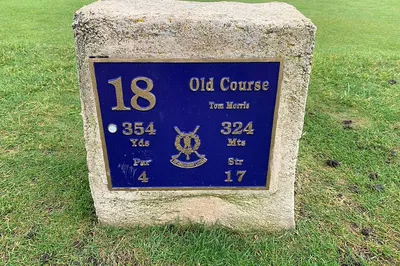 18 Old Course
Tom Morris
354 324
Yds Mts
Par Str
4 17